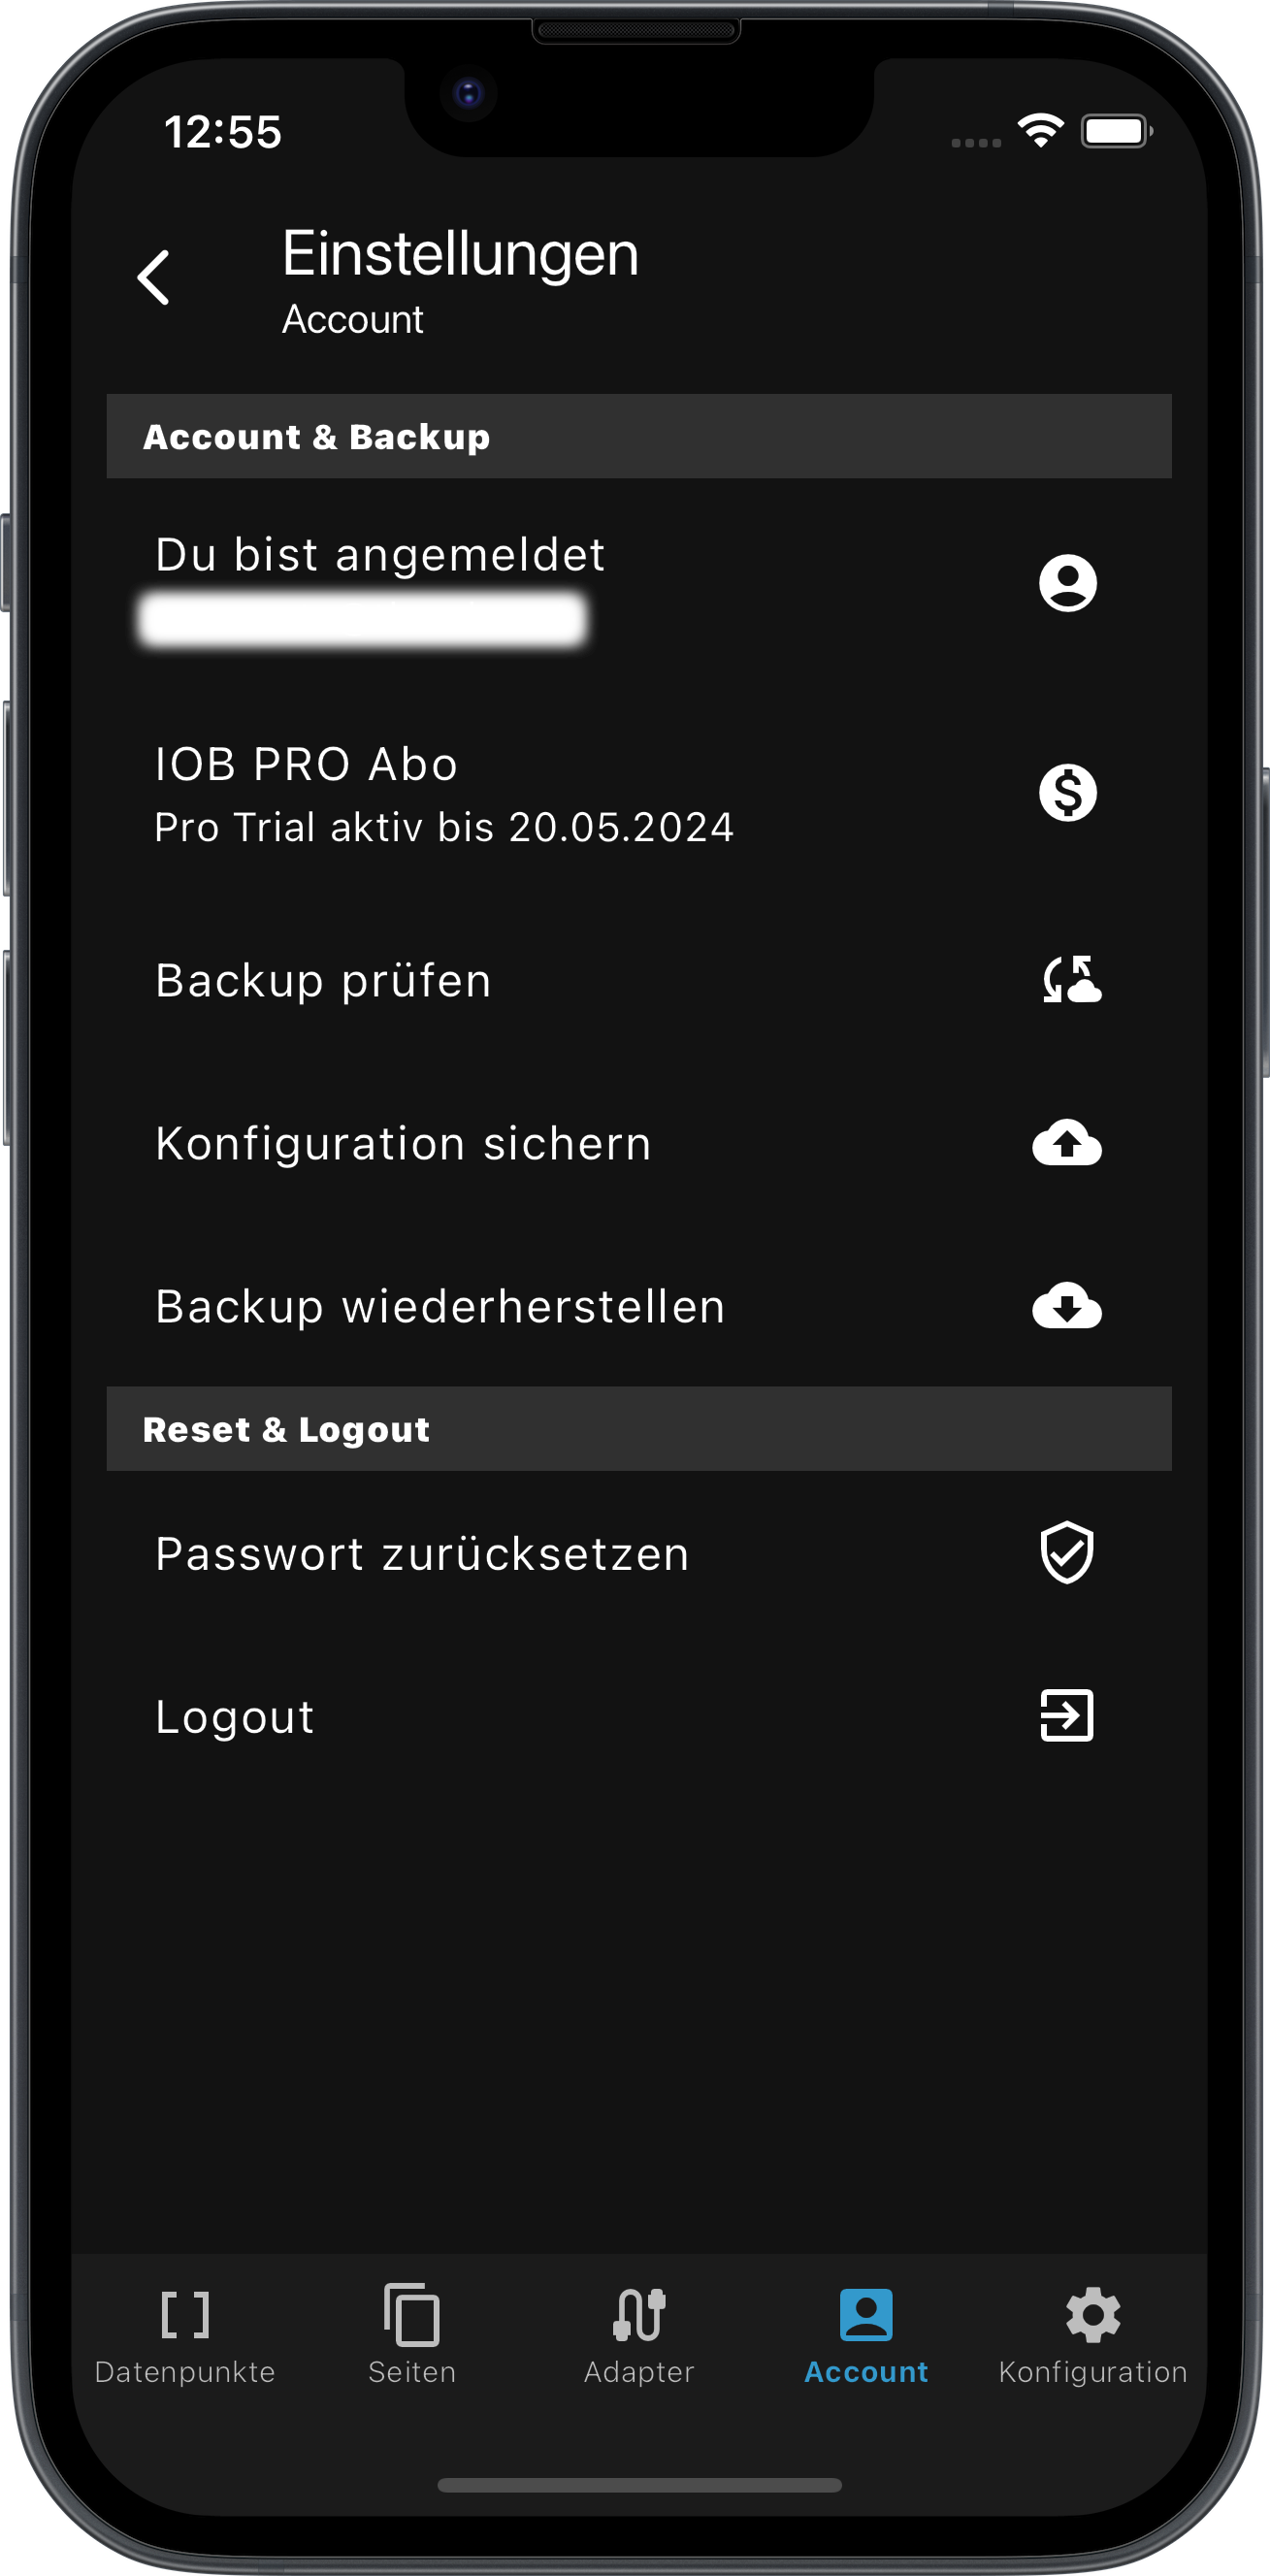 12:55
Einstellungen
Account
Account & Backup
Du bist angemeldet
IOB PRO Abo
Pro Trial aktiv bis 20.05.2024
Backup prüfen
Konfiguration sichern
Backup wiederherstellen
Reset & Logout
Passwort zurücksetzen
Logout
Datenpunkte
Seiten
Adapter
Account
Konfiguration